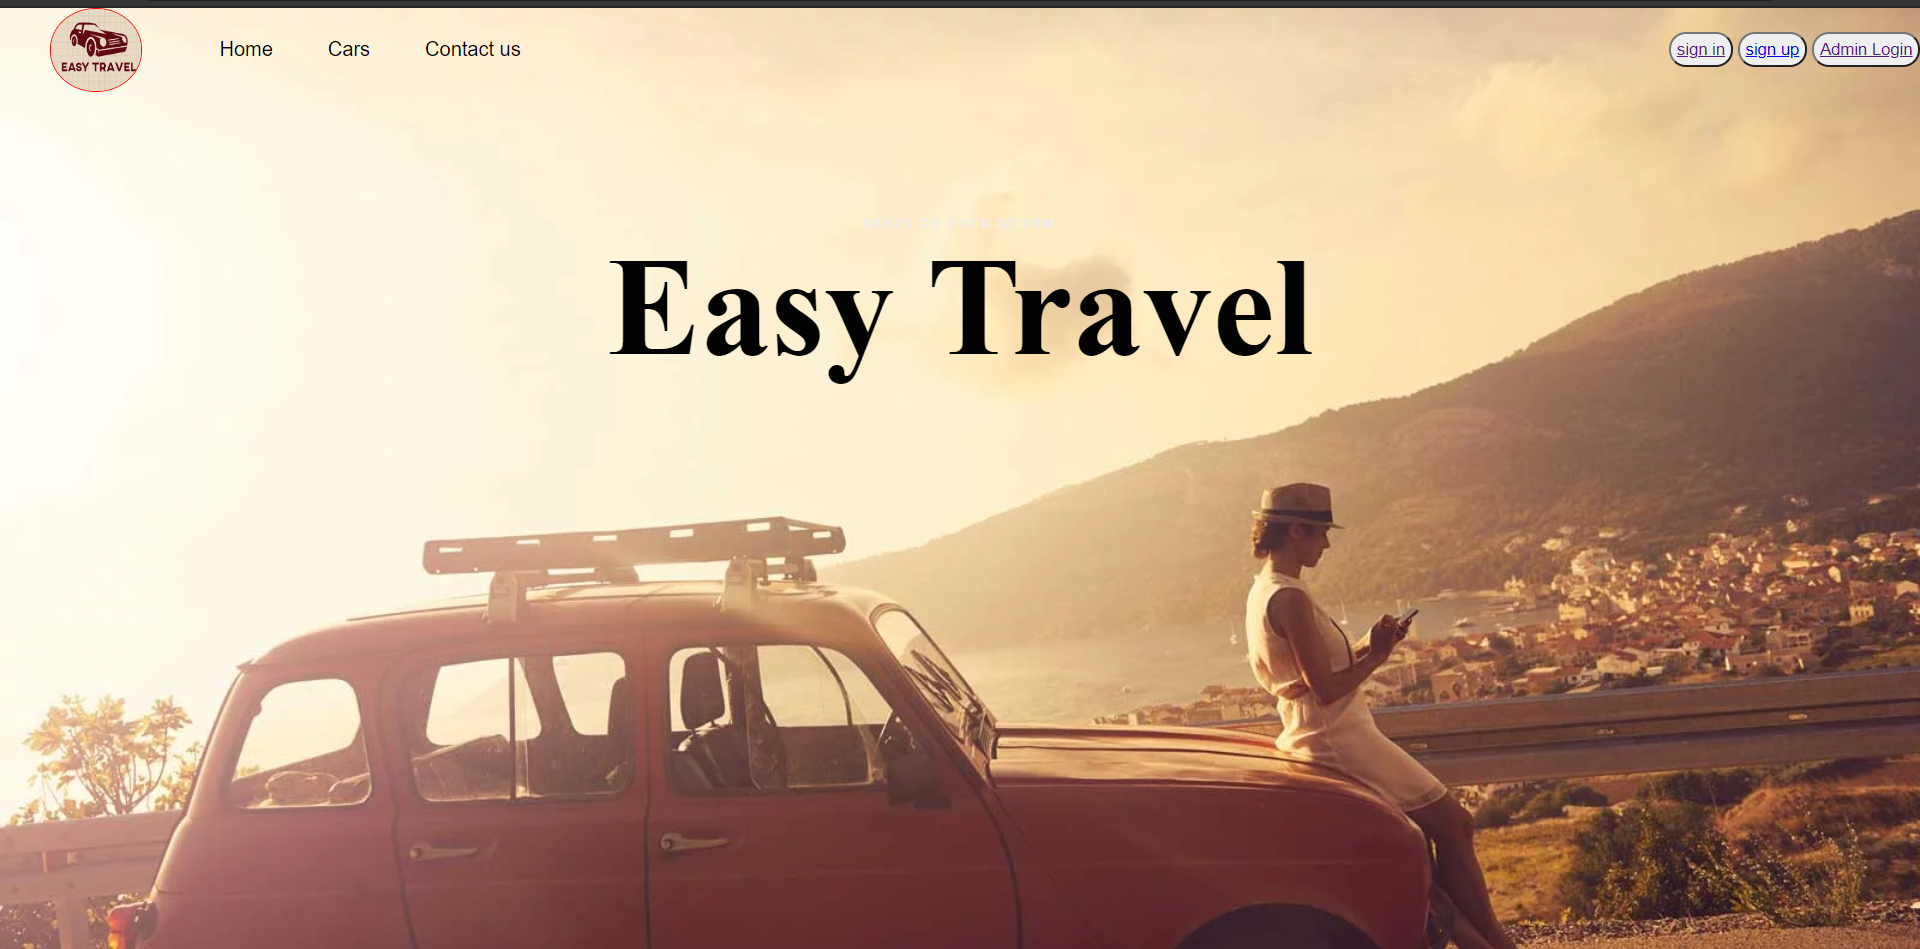 EASY TRAVEL
Home Cars Contact us
sign in sign up Admin Login
Easy Travel